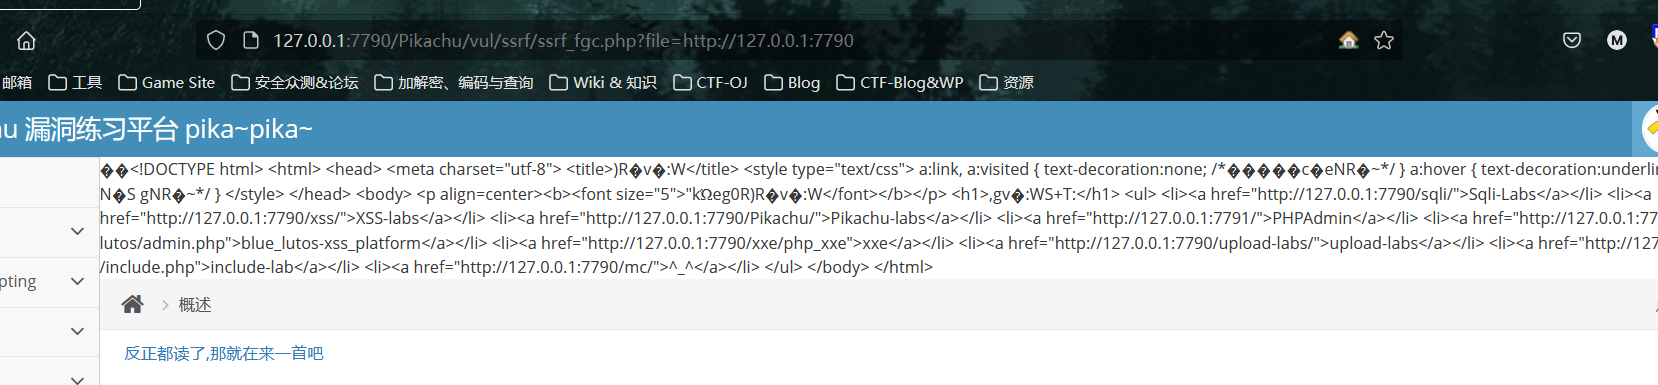 127.0.0.1:7790/Pikachu/vul/ssrf/ssrf_fgc.php?file=http://127.0.0.1:7790
M
邮箱 工具 Game Site 安全众测&论坛 加解密、编码与查询 Wiki & 知识 CTF-OJ Blog CTF-Blog&WP 资源
漏洞练习平台 pika~pika~
��<!DOCTYPE html> <html> <head> <meta charset="utf-8"> <title>)R�v�:W</title> <style type="text/css"> a:link, a:visited { text-decoration:none; /*�����c�eNR�~*/ } a:hover { text-decoration:underlin
N�S gNR�~*/ } </style> </head> <body> <p align=center><b><font size="5">"kΩeg0R)R�v�:W</font></b></p> <h1>,gv�:WS+T:</h1> <ul> <li><a href="http://127.0.0.1:7790/sqli/">Sqli-Labs</a></li> <li><a
href="http://127.0.0.1:7790/xss/">XSS-labs</a></li> <li><a href="http://127.0.0.1:7790/Pikachu/">Pikachu-labs</a></li> <li><a href="http://127.0.0.1:7791/">PHPAdmin</a></li> <li><a href="http://127.0.0.1:77
lutos/admin.php">blue_lutos-xss_platform</a></li> <li><a href="http://127.0.0.1:7790/xxe/php_xxe">xxe</a></li> <li><a href="http://127.0.0.1:7790/upload-labs/">upload-labs</a></li> <li><a href="http://127
/include.php">include-lab</a></li> <li><a href="http://127.0.0.1:7790/mc/">^_^</a></li> </ul> </body> </html>
pting
概述
反正都读了,那就在来一首吧